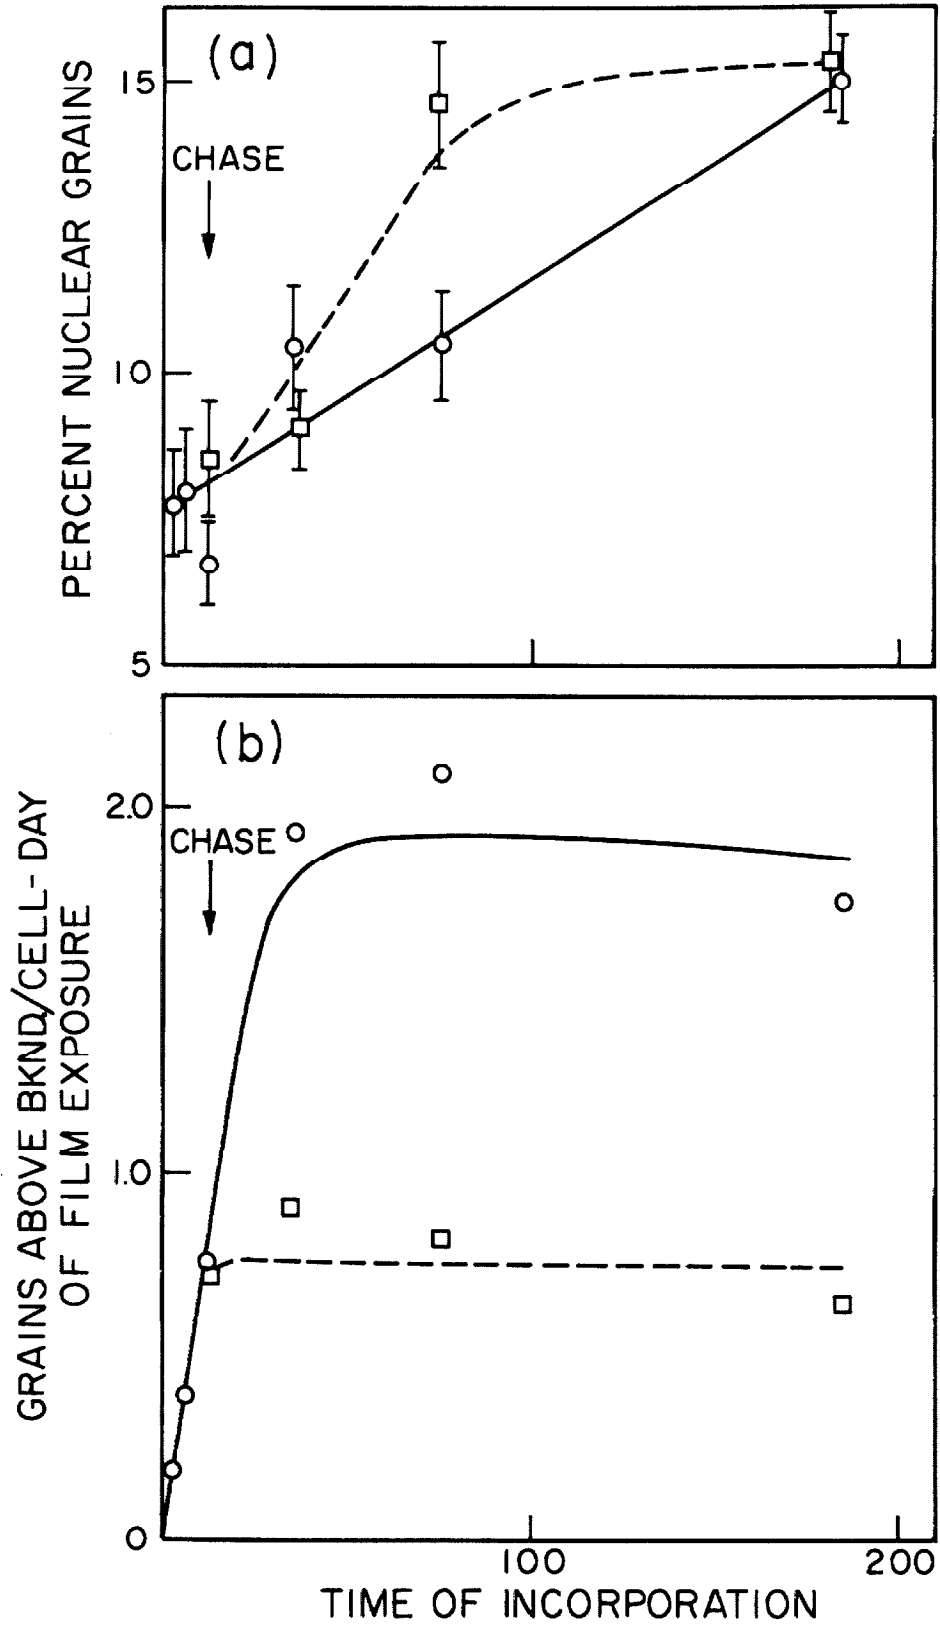 (a)
15
CHASE
10
5
PERCENT NUCLEAR GRAINS
(b)
2.0
CHASE
1.0
0
GRAINS ABOVE BKND/CELL-DAY
OF FILM EXPOSURE
100
200
TIME OF INCORPORATION